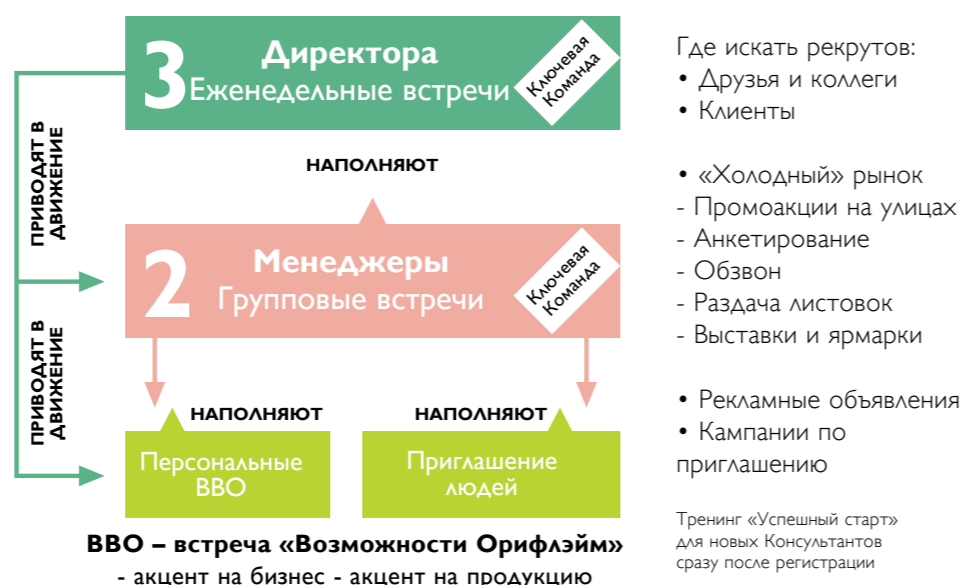 3
Директора
Еженедельные встречи
Ключевая
Команда
ПРИВОДЯТ В
ДВИЖЕНИЕ
НАПОЛНЯЮТ
2
Менеджеры
Групповые встречи
Ключевая
Команда
ПРИВОДЯТ В
ДВИЖЕНИЕ
НАПОЛНЯЮТ
НАПОЛНЯЮТ
Персональные
ВВО
Приглашение
людей
ВВО – встреча «Возможности Орифлэйм»
- акцент на бизнес - акцент на продукцию
Где искать рекрутов:
• Друзья и коллеги
• Клиенты
• «Холодный» рынок
- Промоакции на улицах
- Анкетирование
- Обзвон
- Раздача листовок
- Выставки и ярмарки
• Рекламные объявления
• Кампании по
приглашению
Тренинг «Успешный старт»
для новых Консультантов
сразу после регистрации